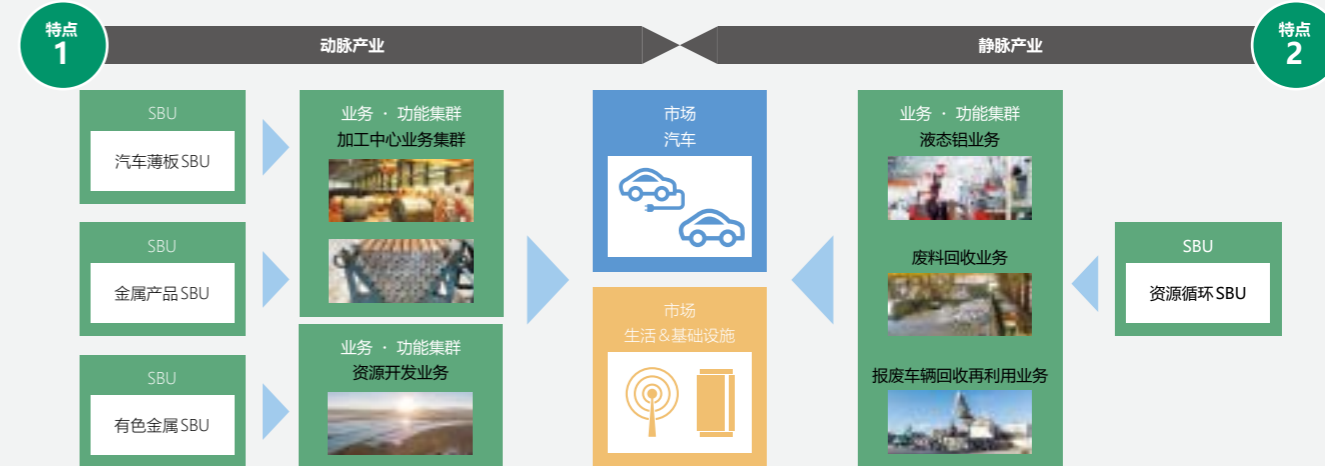 特点
1
动脉产业
静脉产业
特点
2
SBU
汽车薄板SBU
SBU
金属产品SBU
SBU
有色金属SBU
业务 · 功能集群
加工中心业务集群
业务 · 功能集群
资源开发业务
市场
汽车
市场
生活&基础设施
业务 · 功能集群
液态铝业务
废料回收业务
报废车辆回收再利用业务
SBU
资源循环SBU